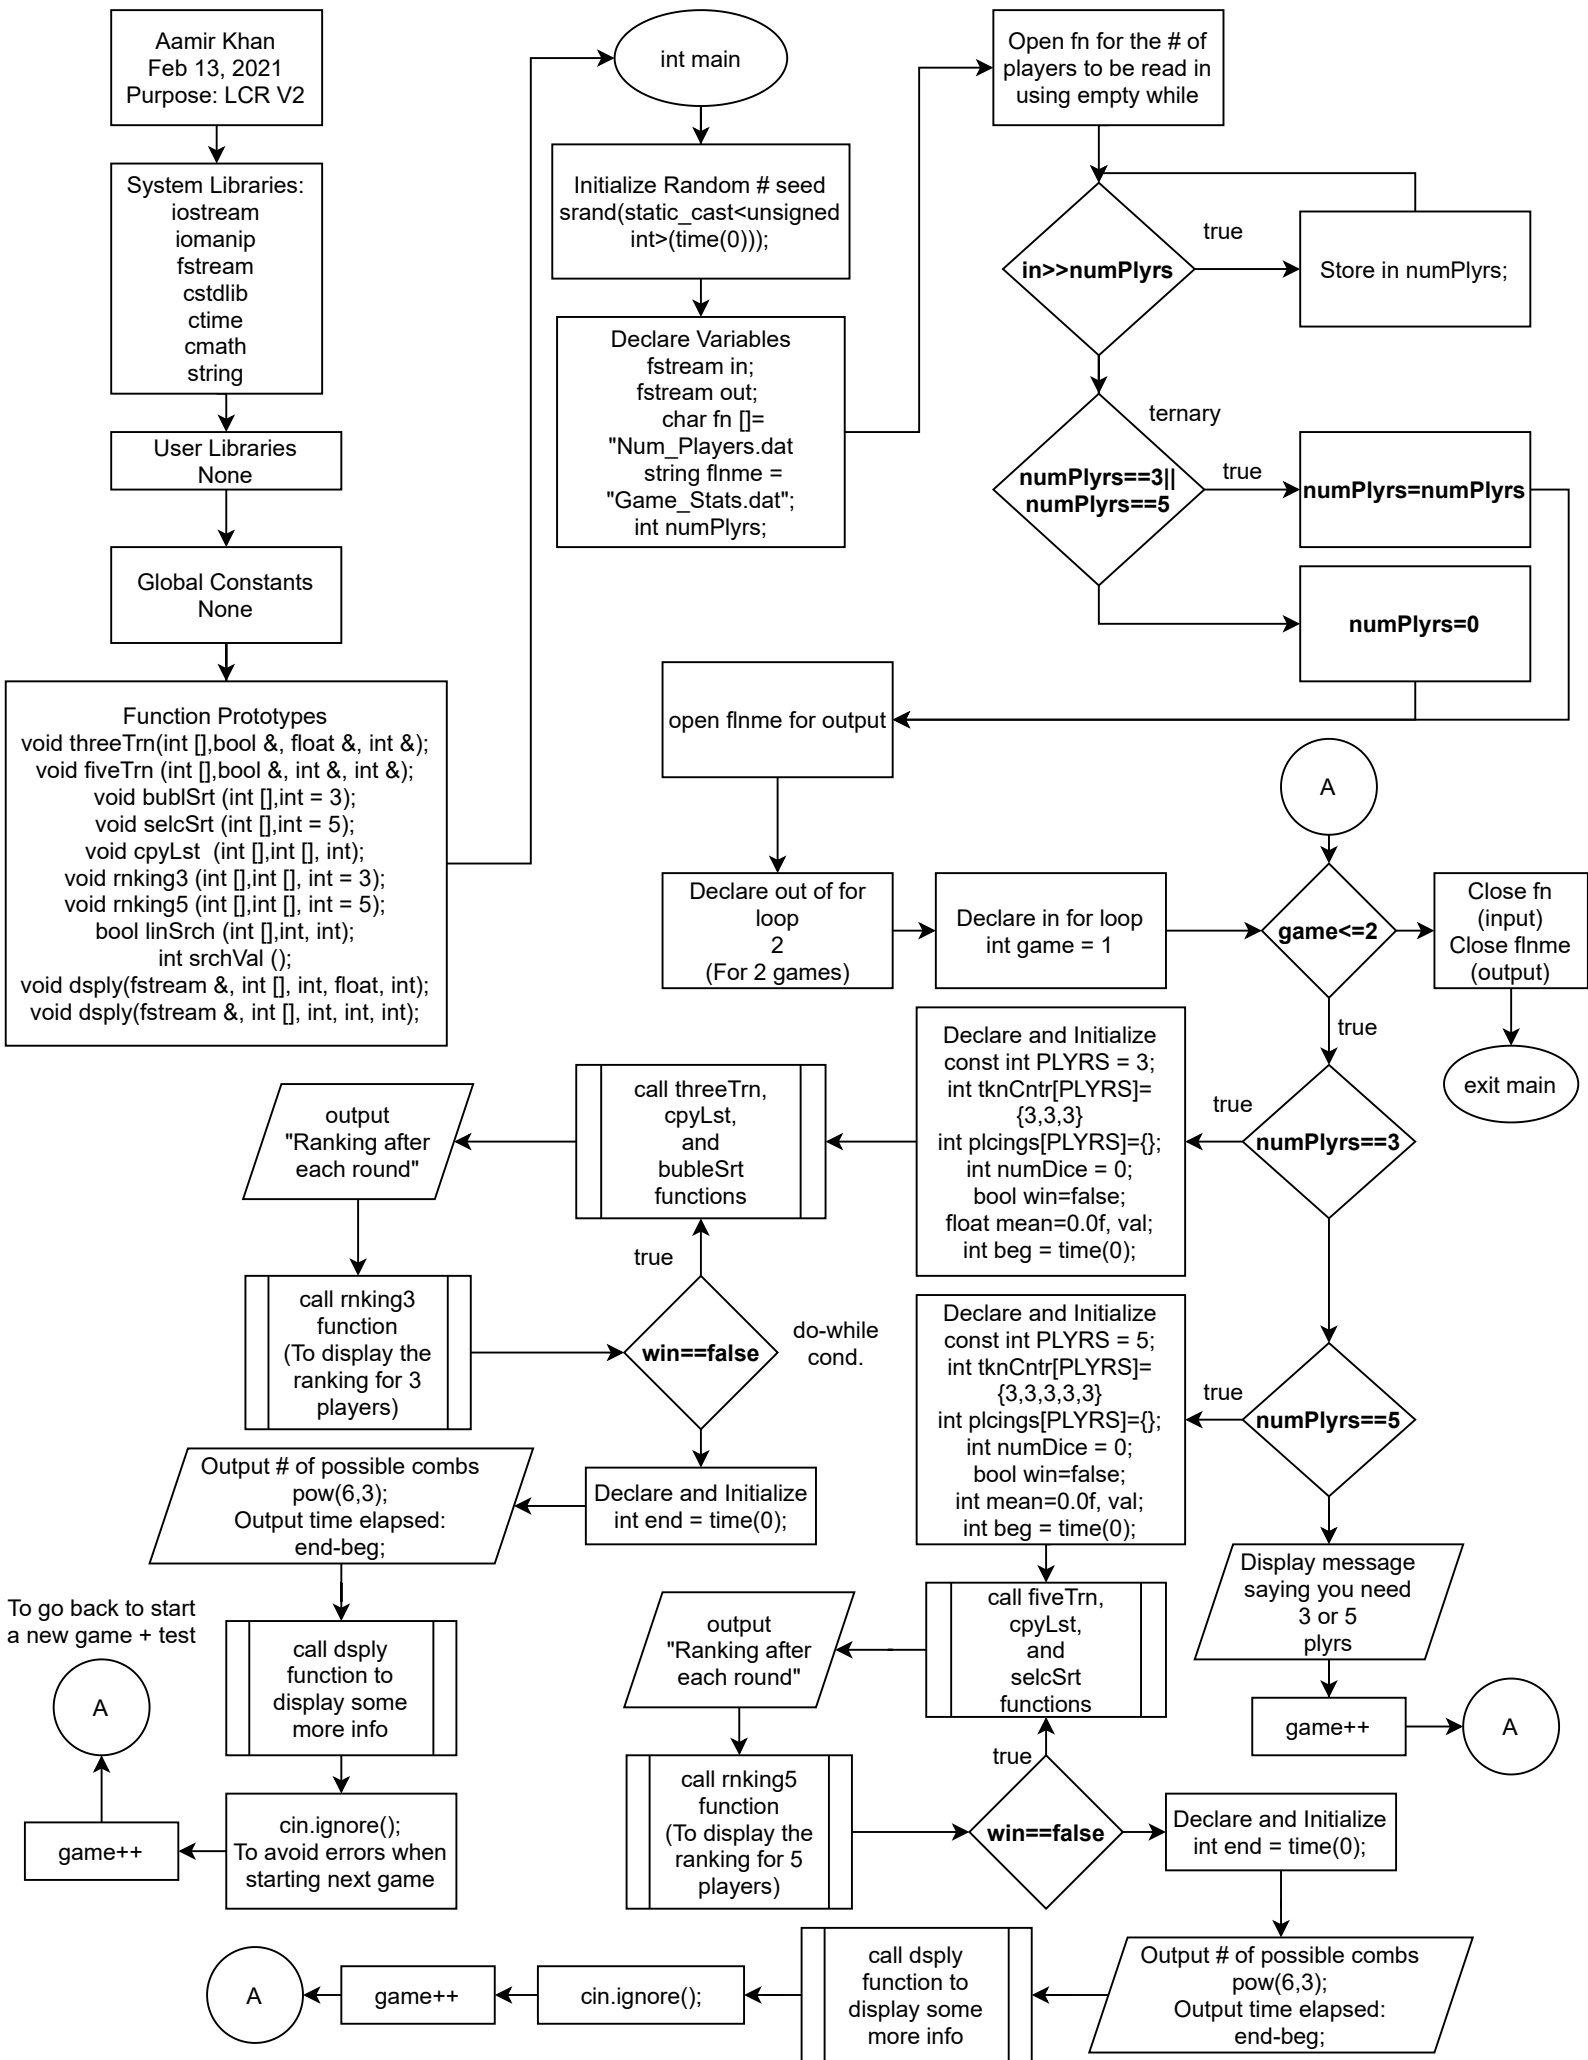 Aamir Khan
Feb 13, 2021
Purpose: LCR V2
System Libraries:
iostream
iomanip
fstream
cstdlib
ctime
cmath
string
User Libraries
None
Global Constants
None
Function Prototypes
void threeTrn(int [],bool &, float &, int &);
void fiveTrn (int [],bool &, int &, int &);
void bublSrt (int [],int = 3);
void selcSrt (int [],int = 5);
void cpyLst  (int [],int [], int);
void rnking3 (int [],int [], int = 3);
void rnking5 (int [],int [], int = 5);
bool linSrch (int [],int, int);
int srchVal ();
void dsply(fstream &, int [], int, float, int);
void dsply(fstream &, int [], int, int, int);
int main
Initialize Random # seed
srand(static_cast<unsigned
int>(time(0)));
Declare Variables
fstream in;
fstream out;
char fn []=
"Num_Players.dat
string flnme =
"Game_Stats.dat";
int numPlyrs;
Open fn for the # of
players to be read in
using empty while
in>>numPlyrs
true
Store in numPlyrs;
ternary
numPlyrs==3||
numPlyrs==5
true
numPlyrs=numPlyrs
numPlyrs=0
open flnme for output
Declare out of for
loop
2
(For 2 games)
Declare in for loop
int game = 1
A
game<=2
Close fn
(input)
Close flnme
(output)
exit main
true
numPlyrs==3
true
Declare and Initialize
const int PLYRS = 3;
int tknCntr[PLYRS]=
{3,3,3}
int plcings[PLYRS]={};
int numDice = 0;
bool win=false;
float mean=0.0f, val;
int beg = time(0);
call threeTrn,
cpyLst,
and
bubleSrt
functions
output
"Ranking after
each round"
call rnking3
function
(To display the
ranking for 3
players)
true
win==false
do-while
cond.
Declare and Initialize
int end = time(0);
Output # of possible combs
pow(6,3);
Output time elapsed:
end-beg;
call dsply
function to
display some
more info
cin.ignore();
To avoid errors when
starting next game
game++
To go back to start
a new game + test
A
numPlyrs==5
true
Declare and Initialize
const int PLYRS = 5;
int tknCntr[PLYRS]=
{3,3,3,3,3}
int plcings[PLYRS]={};
int numDice = 0;
bool win=false;
int mean=0.0f, val;
int beg = time(0);
call fiveTrn,
cpyLst,
and
selcSrt
functions
output
"Ranking after
each round"
call rnking5
function
(To display the
ranking for 5
players)
true
win==false
Declare and Initialize
int end = time(0);
Output # of possible combs
pow(6,3);
Output time elapsed:
end-beg;
call dsply
function to
display some
more info
cin.ignore();
game++
A
Display message
saying you need
3 or 5
plyrs
game++
A